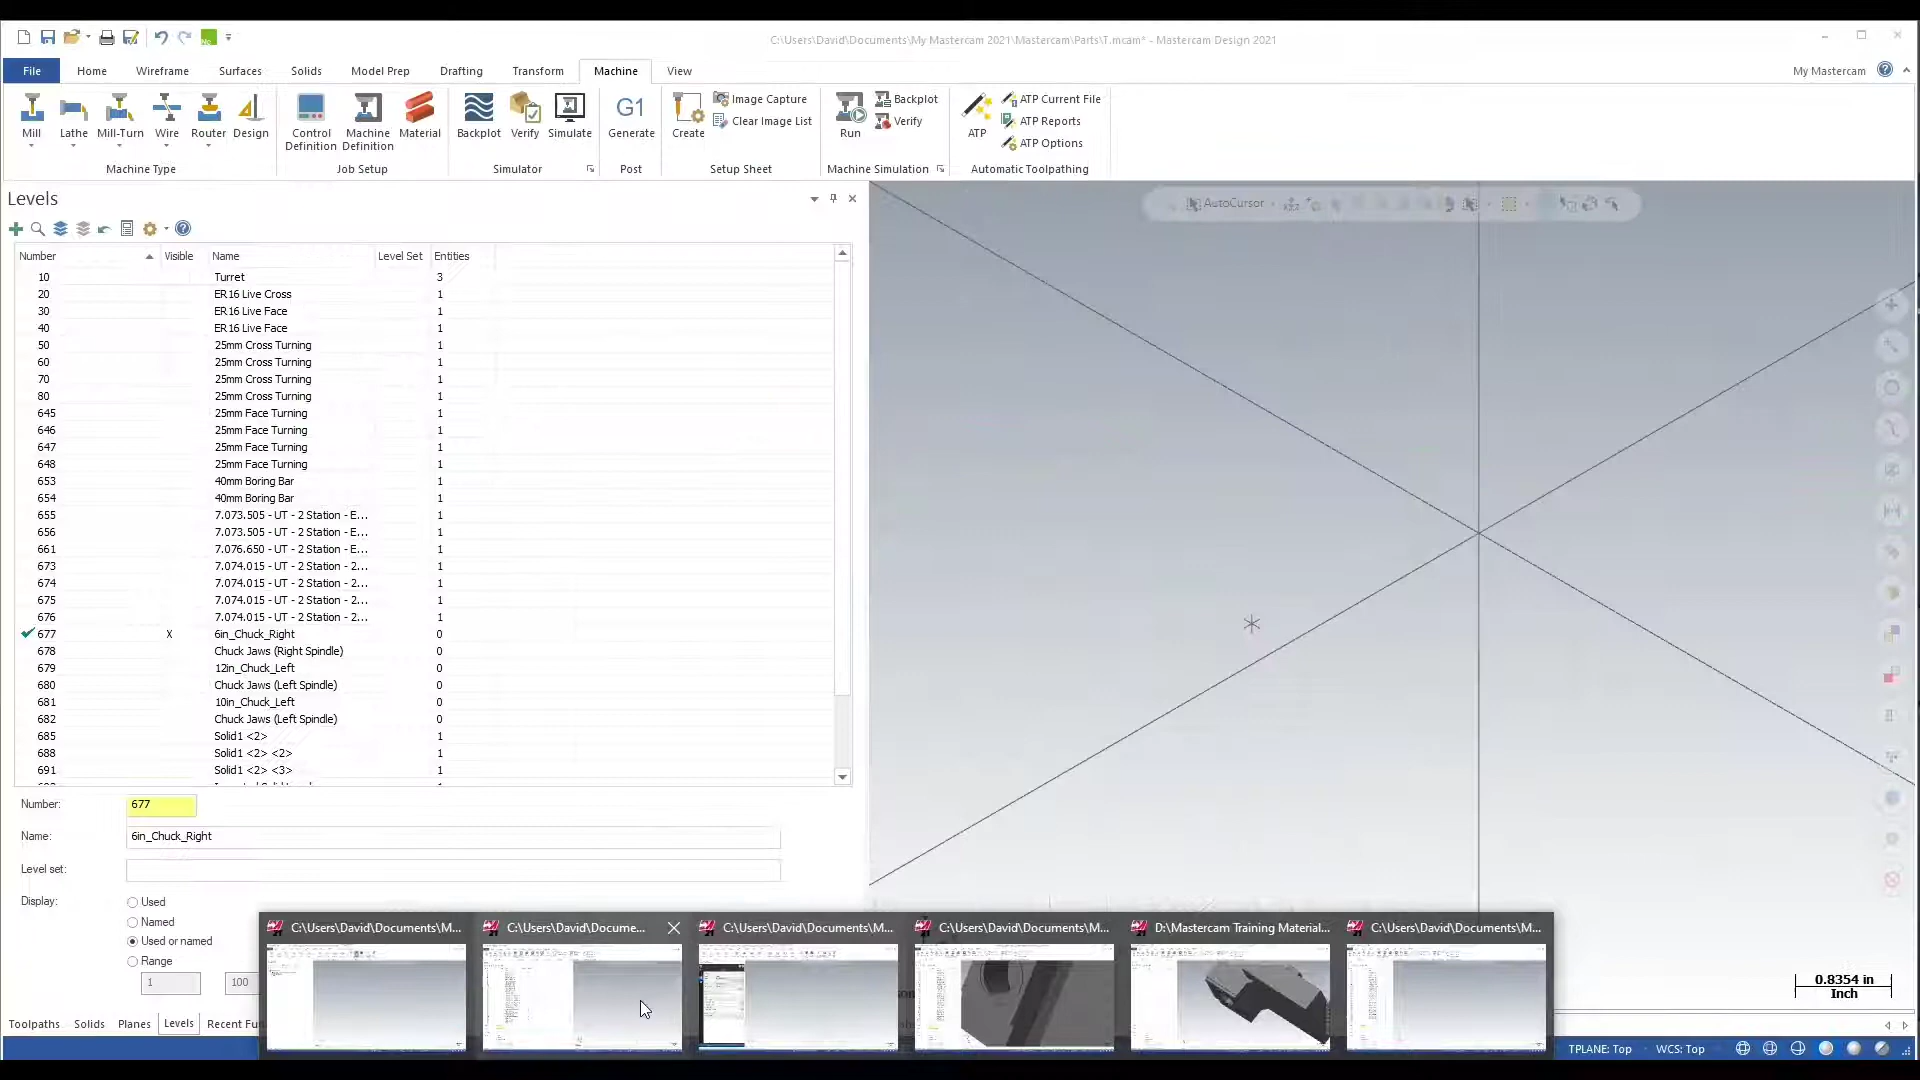 C:\Users\David\Documents\My Mastercam 2021\Mastercam\Parts\T.mcam* - Mastercam Design 2021
File Home Wireframe Surfaces Solids Model Prep Drafting Transform Machine View My Mastercam
Mill Lathe Mill-Turn Wire Router Design
Machine Type
Control Definition Machine Definition Material
Job Setup
Backplot Verify Simulate
Simulator
G1
Generate
Post
Create Image Capture
Clear Image List
Setup Sheet
Run Backplot
Verify
Machine Simulation
ATP ATP Current File
ATP Reports
ATP Options
Automatic Toolpathing
Levels
AutoCursor
Number Visible Name Level Set Entities
10 Turret 3
20 ER16 Live Cross 1
30 ER16 Live Face 1
40 ER16 Live Face 1
50 25mm Cross Turning 1
60 25mm Cross Turning 1
70 25mm Cross Turning 1
80 25mm Cross Turning 1
645 25mm Face Turning 1
646 25mm Face Turning 1
647 25mm Face Turning 1
648 25mm Face Turning 1
653 40mm Boring Bar 1
654 40mm Boring Bar 1
655 7.073.505 - UT - 2 Station - E... 1
656 7.073.505 - UT - 2 Station - E... 1
661 7.076.650 - UT - 2 Station - E... 1
673 7.074.015 - UT - 2 Station - 2... 1
674 7.074.015 - UT - 2 Station - 2... 1
675 7.074.015 - UT - 2 Station - 2... 1
676 7.074.015 - UT - 2 Station - 2... 1
677 X 6in_Chuck_Right 0
678 Chuck Jaws (Right Spindle) 0
679 12in_Chuck_Left 0
680 Chuck Jaws (Left Spindle) 0
681 10in_Chuck_Left 0
682 Chuck Jaws (Left Spindle) 0
685 Solid1 <2> 1
688 Solid1 <2> <2> 1
691 Solid1 <2> <3> 1
Number: 677
Name: 6in_Chuck_Right
Level set:
Display: Used
Named
Used or named
Range
1 100
C:\Users\David\Documents\M... C:\Users\David\Docume... C:\Users\David\Documents\M... C:\Users\David\Documents\M... D:\Mastercam Training Material... C:\Users\David\Documents\M...
0.8354 in
Inch
Toolpaths Solids Planes Levels Recent Fu
TPLANE: Top WCS: Top